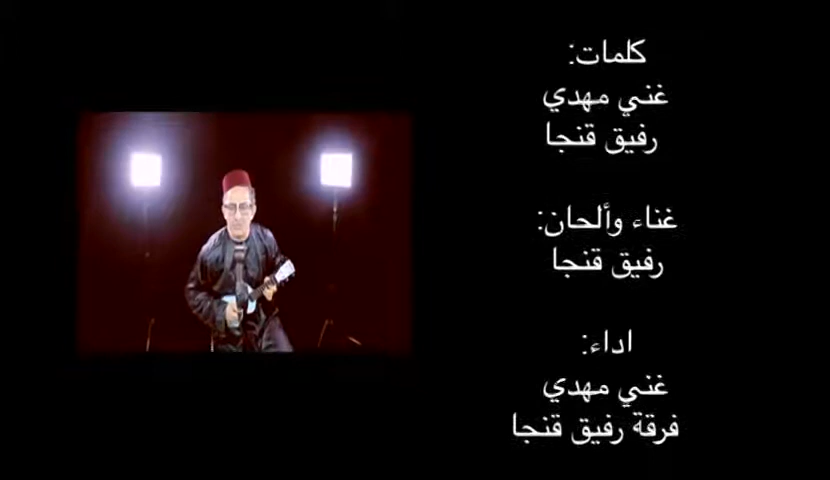 كلمات:
غني مهدي
رفيق قنجا
غناء وألحان:
رفيق قنجا
اداء:
غني مهدي
فرقة رفيق قنجا